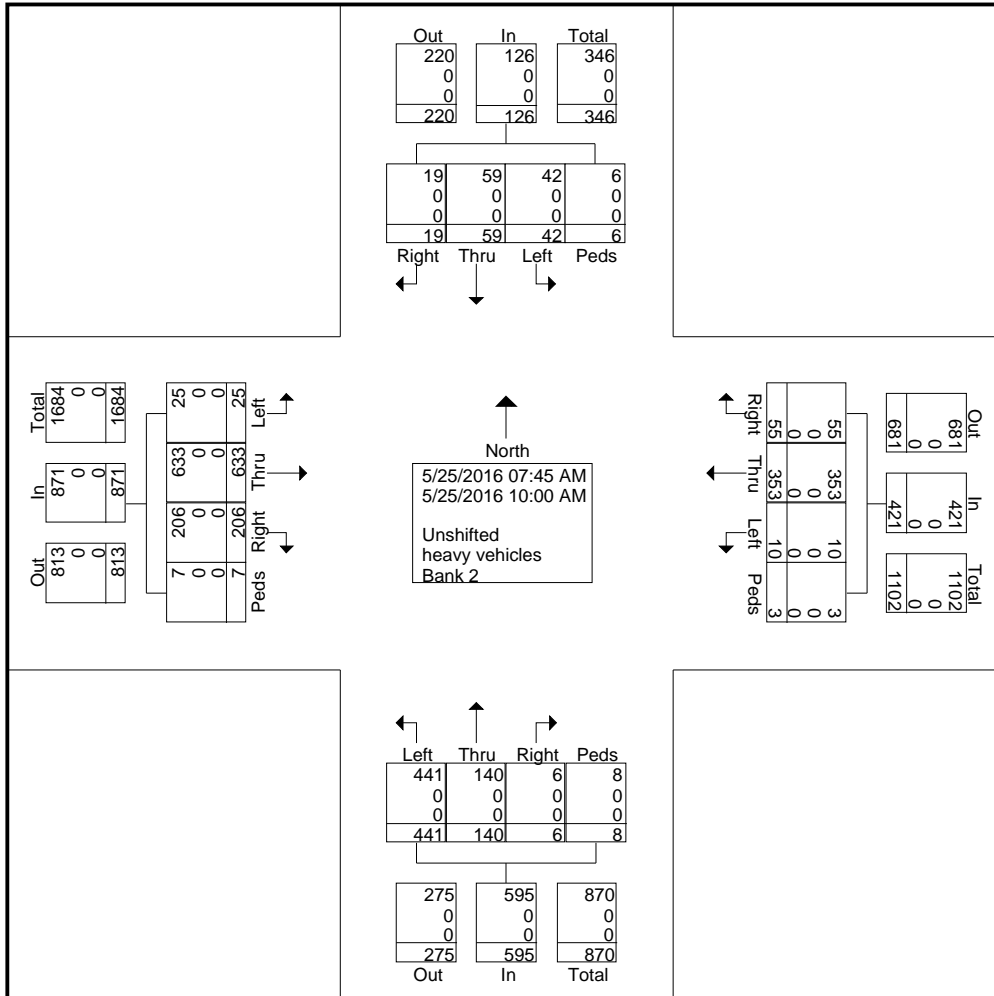 Out In Total
220 126 346
0 0 0
0 0 0
220 126 346
19 59 42 6
0 0 0 0
0 0 0 0
19 59 42 6
Right Thru Left Peds
Total
1684 0 0 1684
In
871 0 0 871
Out
813 0 0 813
25 0 0 25
Left
633 0 0 633
Thru
206 0 0 206
Right
7 0 0 7
Peds
North
5/25/2016 07:45 AM
5/25/2016 10:00 AM
Unshifted
heavy vehicles
Bank 2
Right
55 0 0 55
Thru
353 0 0 353
Left
10 0 0 10
Peds
3 0 0 3
Out
681 0 0 681
In
421 0 0 421
Total
1102 0 0 1102
Left Thru Right Peds
441 140 6 8
0 0 0 0
0 0 0 0
441 140 6 8
275 595 870
0 0 0
0 0 0
275 595 870
Out In Total